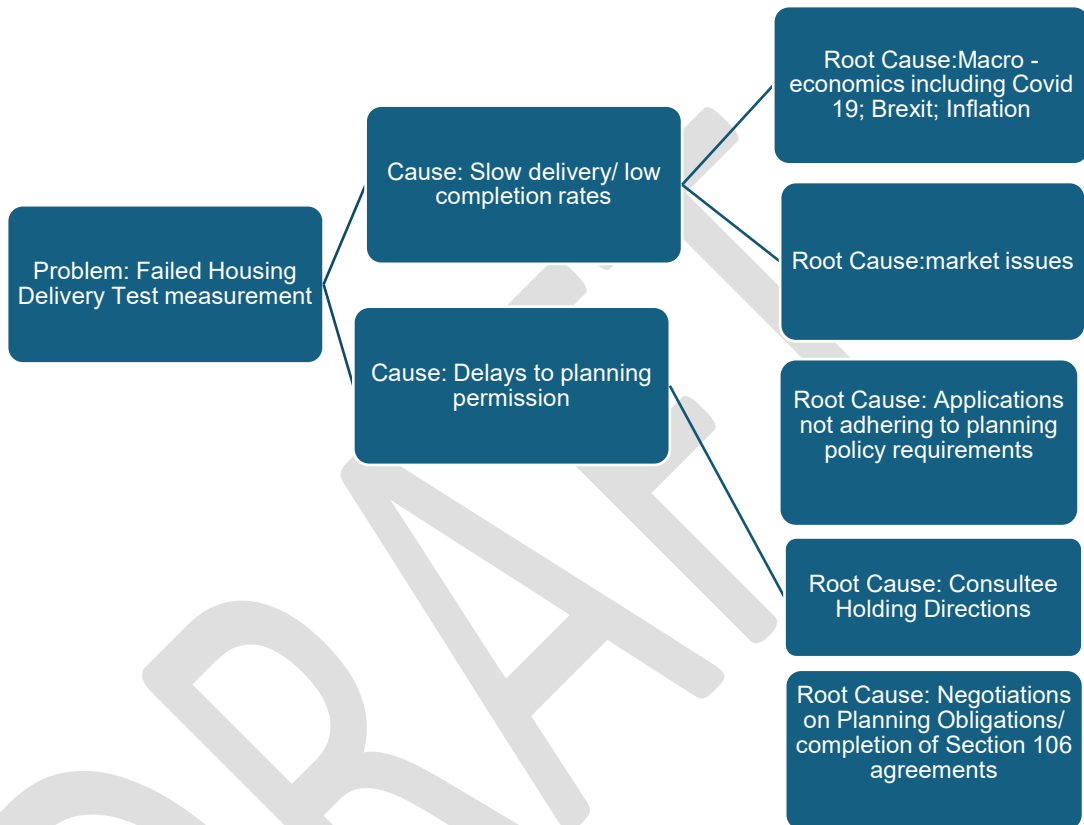 Problem: Failed Housing
Delivery Test measurement
Cause: Slow delivery/ low
completion rates
Cause: Delays to planning
permission
Root Cause:Macro -
economics including Covid
19; Brexit; Inflation
Root Cause:market issues
Root Cause: Applications
not adhering to planning
policy requirements
Root Cause: Consultee
Holding Directions
Root Cause: Negotiations
on Planning Obligations/
completion of Section 106
agreements
DRAFT